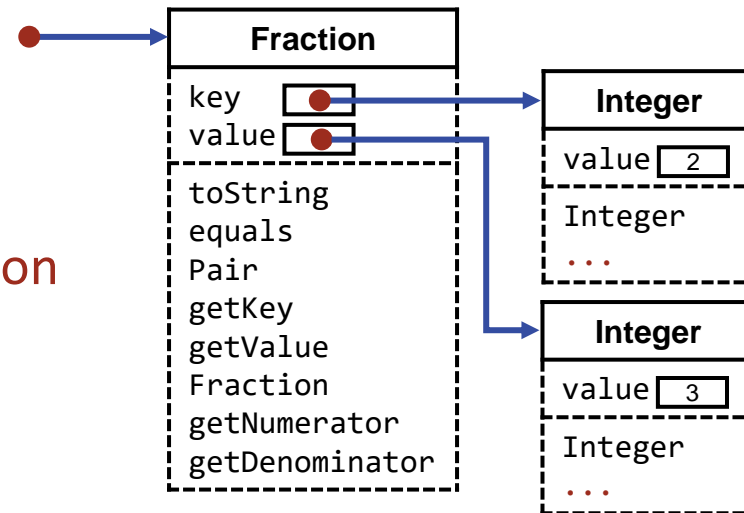 Fraction
key
value
toString
equals
Pair
getKey
getValue
Fraction
getNumerator
getDenominator
on
Integer
value 2
Integer
...
Integer
value 3
Integer
...